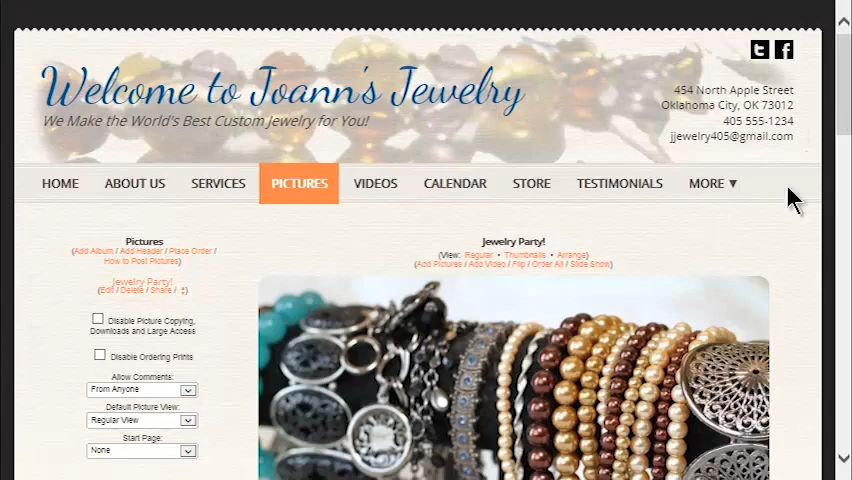 Welcome to Joann's Jewelry
We Make the World's Best Custom Jewelry for You!
454 North Apple Street
Oklahoma City, OK 73012
405 555-1234
jjewelry405@gmail.com
HOME ABOUT US SERVICES PICTURES VIDEOS CALENDAR STORE TESTIMONIALS MORE ▼
Pictures
(Add Album / Add Header / Place Order /
How to Post Pictures)
Jewelry Party!
(Edit / Delete / Share / )
Disable Picture Copying,
Downloads and Large Access
Disable Ordering Prints
Allow Comments:
From Anyone
Default Picture View:
Regular View
Start Page:
None
Jewelry Party!
(View: Regular • Thumbnails • Arrange)
(Add Pictures / Add Video / Flip / Order All / Slide Show)